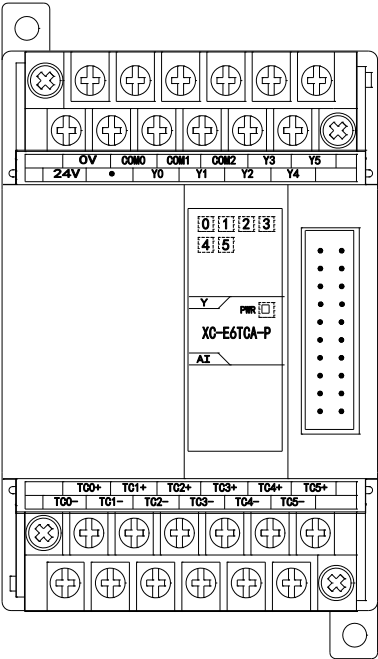 0V COM0 COM1 COM2 Y3 Y5
24V • Y0 Y1 Y2 Y4
0 1 2 3
4 5
Y
PWR
XC-E6TCA-P
AI
TC0+ TC1+ TC2+ TC3+ TC4+ TC5+
TC0- TC1- TC2- TC3- TC4- TC5-